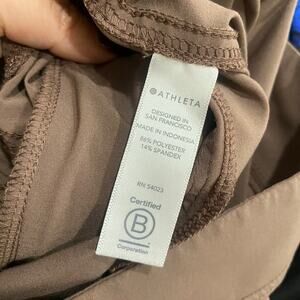 ATHLETA
DESIGNED IN
SAN FRANCISCO
MADE IN INDONESIA
86% POLYESTER
14% SPANDEX
RN 54023
Certified
B
Corporation